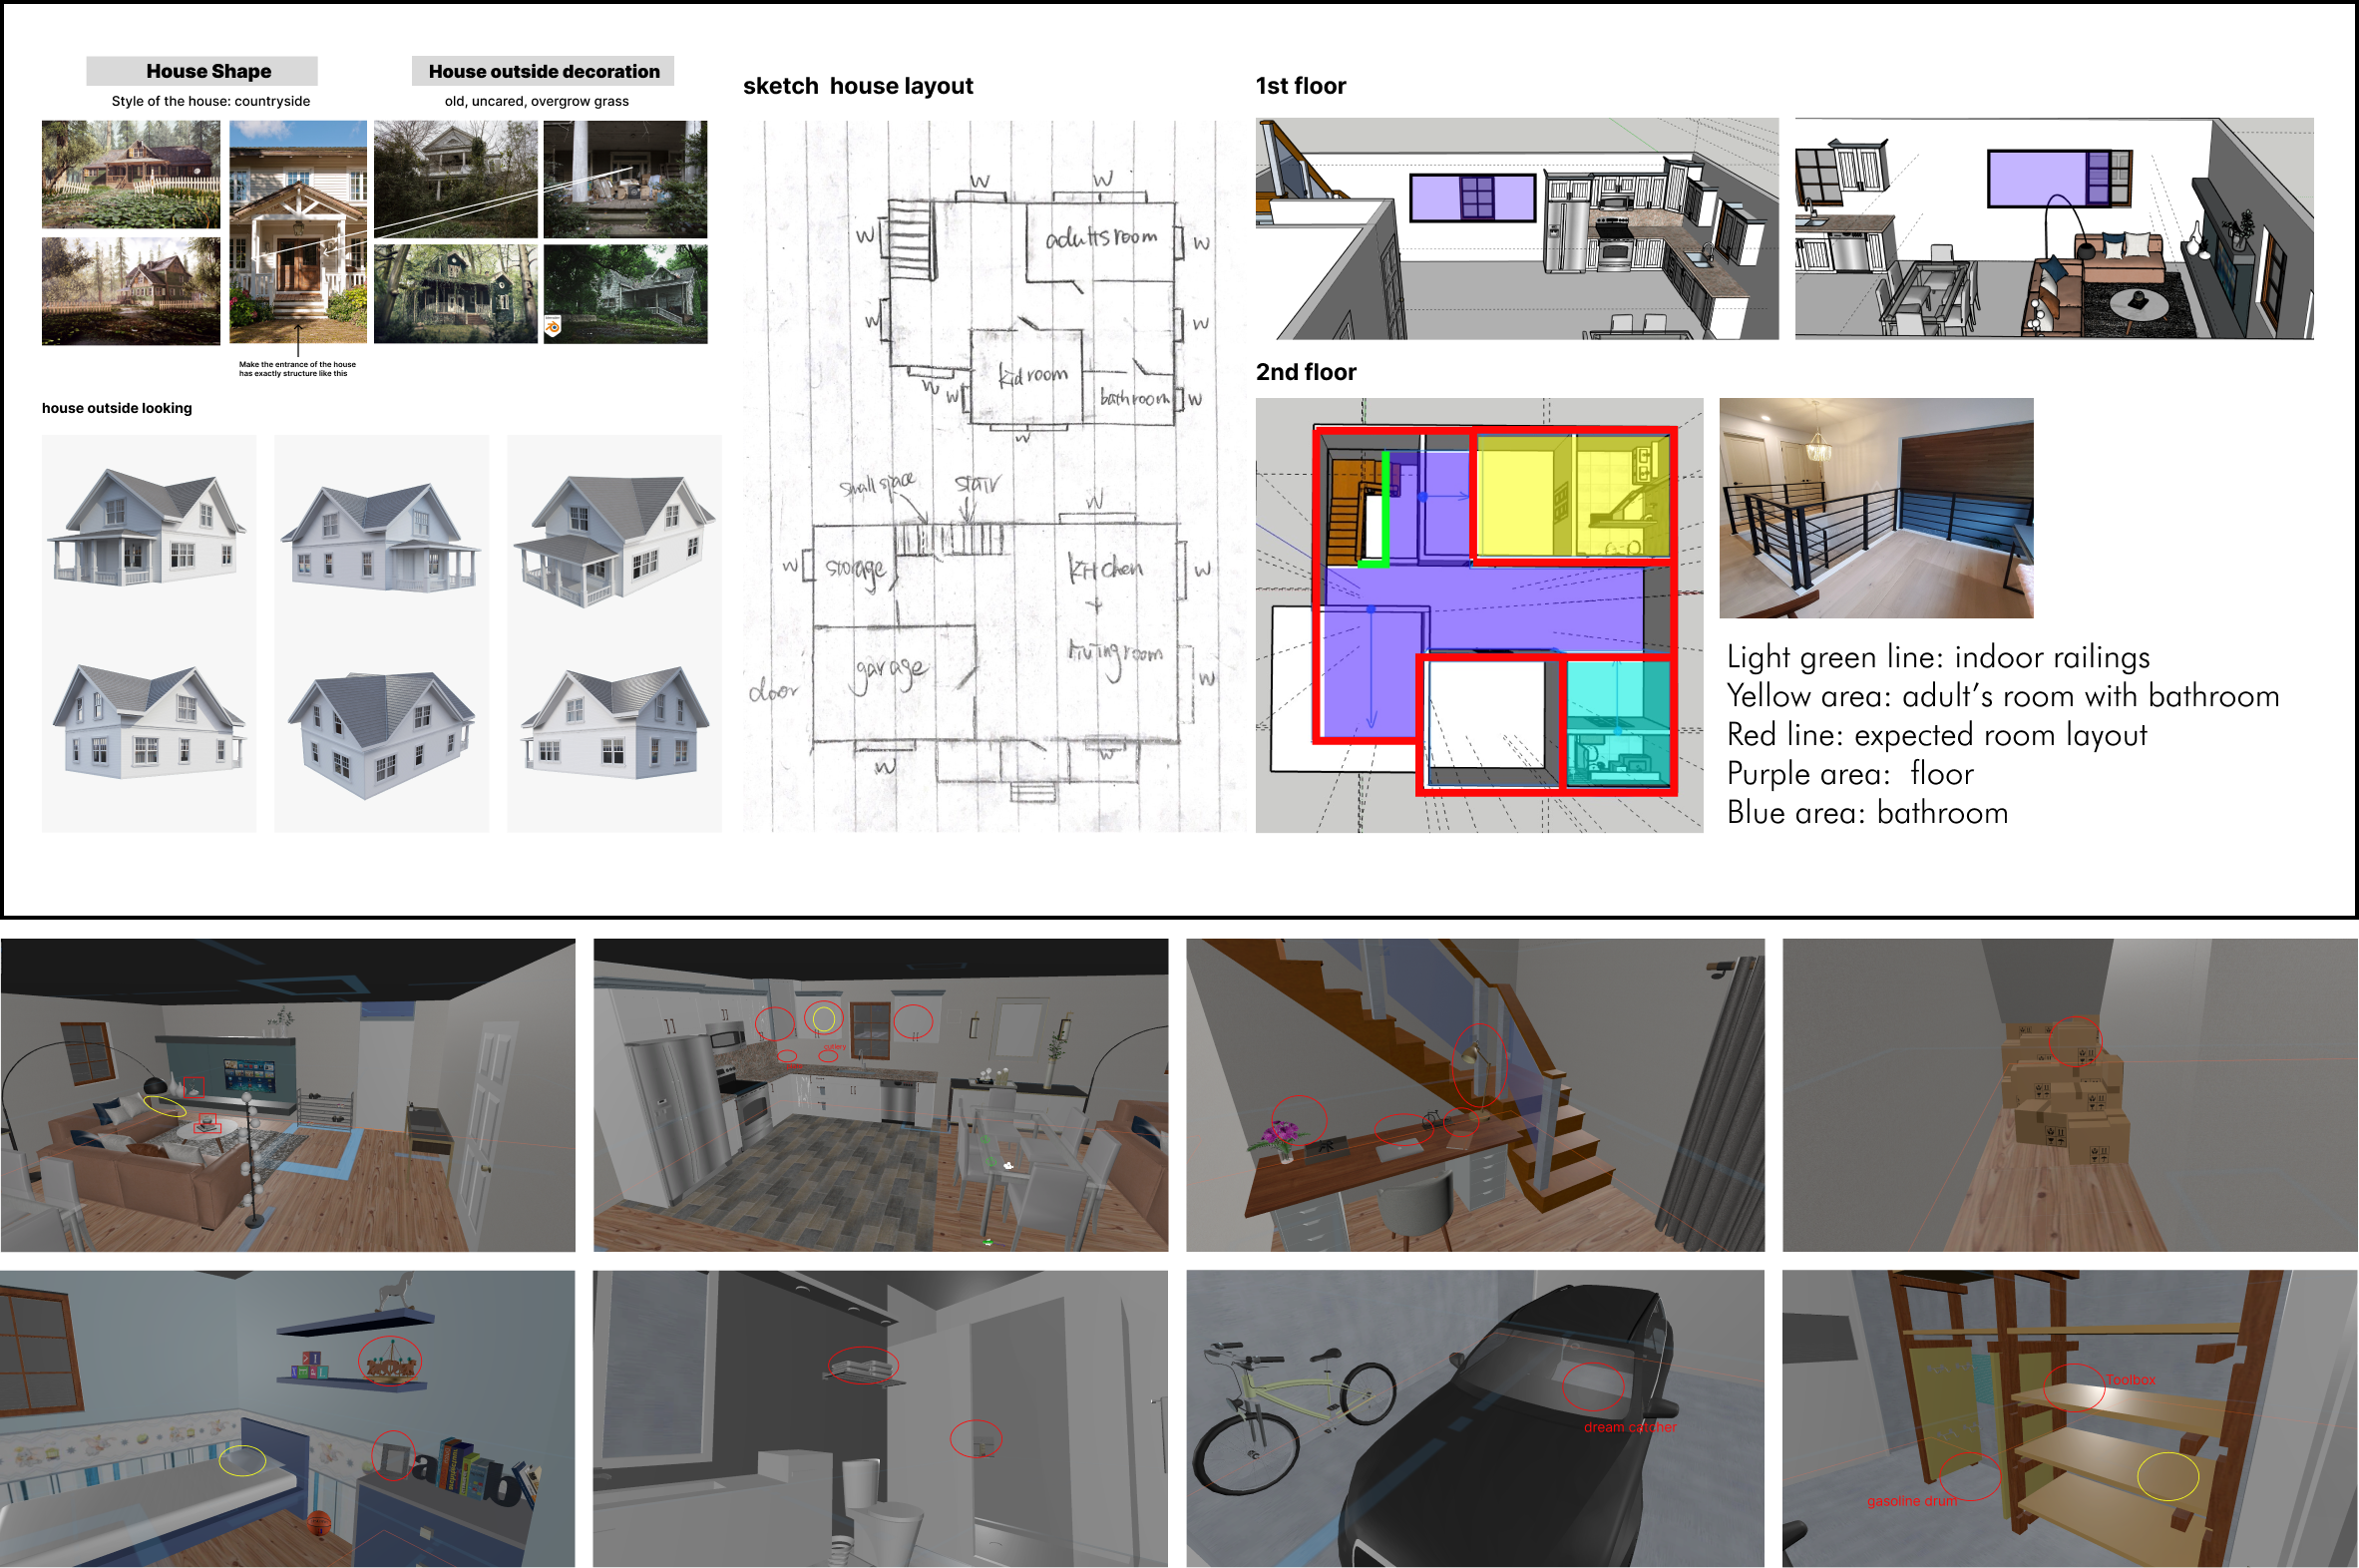 House Shape
Style of the house: countryside
House outside decoration
old, uncared, overgrow grass
Make the entrance of the house
has exactly structure like this
house outside looking
sketch house layout
W
W
W
adults room
W
W
W
W
W
kid room
bathroom
W
W
small space
stair
W
W
storage
kitchen
+
W
garage
living room
door
W
W
W
1st floor
2nd floor
Light green line: indoor railings
Yellow area: adult's room with bathroom
Red line: expected room layout
Purple area: floor
Blue area: bathroom
cutlery
a
b
dream catcher
Toolbox
gasoline drum